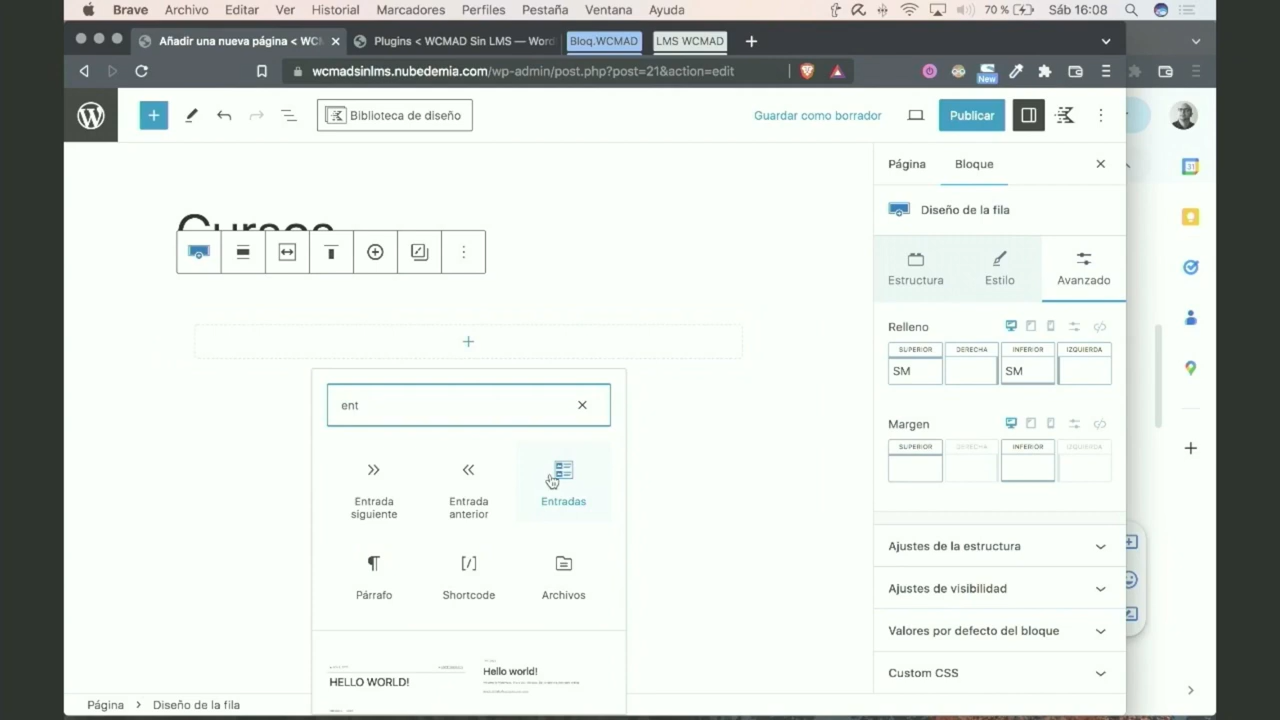 Brave Archivo Editar Ver Historial Marcadores Perfiles Pestaña Ventana Ayuda 70 % Sáb 16:08
Añadir una nueva página < WCM Plugins < WCMAD Sin LMS — Word Bloq.WCMAD LMS WCMAD
wcmadsinlms.nubedemia.com/wp-admin/post.php?post=21&action=edit
New
Biblioteca de diseño Guardar como borrador Publicar
Página Bloque
31
Cursos
Diseño de la fila
Estructura Estilo Avanzado
Relleno
SUPERIOR DERECHA INFERIOR IZQUIERDA
SM SM
ent
Margen
SUPERIOR DERECHA INFERIOR IZQUIERDA
Entrada siguiente
Entrada anterior
Entradas
Párrafo
Shortcode
Archivos
Ajustes de la estructura
Ajustes de visibilidad
Valores por defecto del bloque
Custom CSS
HELLO WORLD!
Hello world!
Página > Diseño de la fila